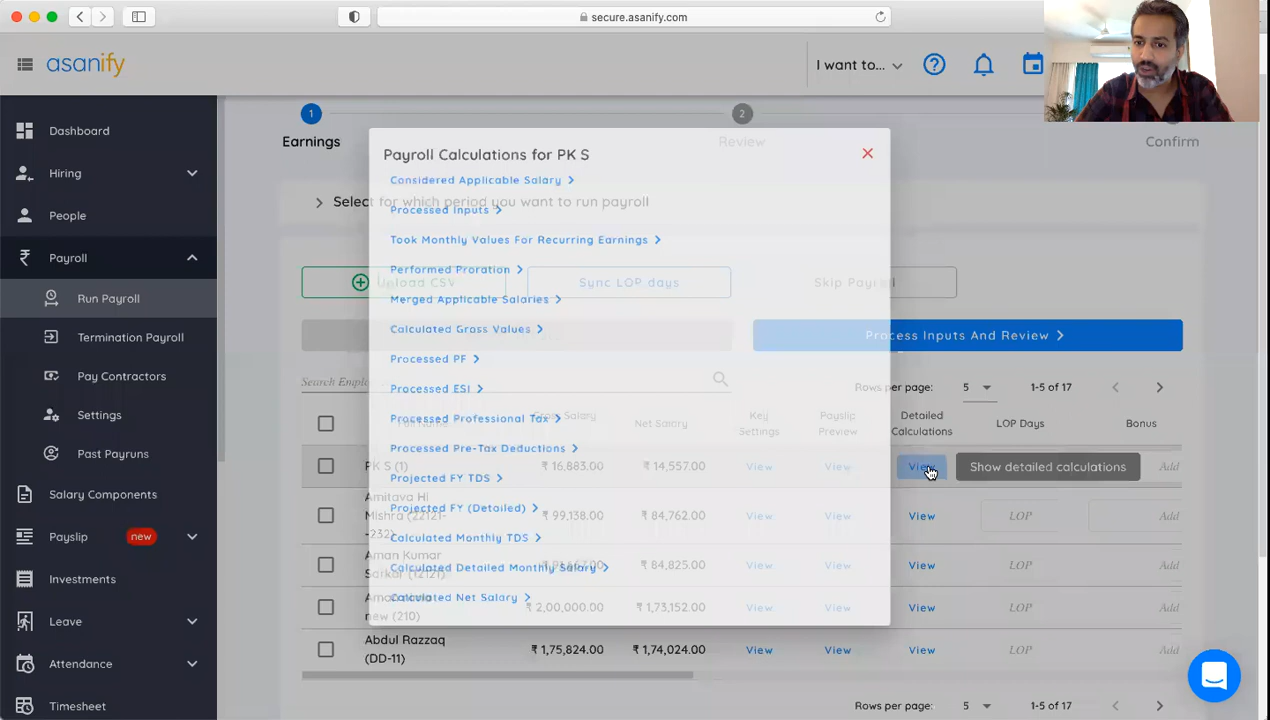 secure.asanify.com
asanify
I want to...
Dashboard
Hiring
People
Payroll
Run Payroll
Termination Payroll
Pay Contractors
Settings
Past Payruns
Salary Components
Payslip
new
Investments
Leave
Attendance
Timesheet
1
2
Earnings
Review
Confirm
Select for which period you want to run payroll
Upload CSV
Sync LOP days
Skip Payroll
Process Inputs And Review
Payroll Calculations for PK S
Considered Applicable Salary
Processed Inputs
Took Monthly Values For Recurring Earnings
Performed Proration
Merged Applicable Salaries
Calculated Gross Values
Processed PF
Processed ESI
Processed Professional Tax
Processed Pre-Tax Deductions
Projected FY TDS
Projected FY (Detailed)
Calculated Monthly TDS
Calculated Detailed Monthly Salary
Calculated Net Salary
Rows per page: 5 1-5 of 17
Net Salary
Key Settings
Payslip Preview
Detailed Calculations
LOP Days
Bonus
PK S (1) ₹ 16,883.00 ₹ 14,557.00 View View View Show detailed calculations Add
Amitava Hi
Mishra (22121
-232)
₹ 99,138.00 ₹ 84,762.00 View View View LOP Add
Aman Kumar
Sarkar (12121)
₹ 84,825.00 View View View LOP Add
new (210)
₹ 2,00,000.00 ₹ 1,73,152.00 View View View LOP Add
Abdul Razzaq
(DD-11)
₹ 1,75,824.00 ₹ 1,74,024.00 View View View LOP Add
Rows per page: 5 1-5 of 17